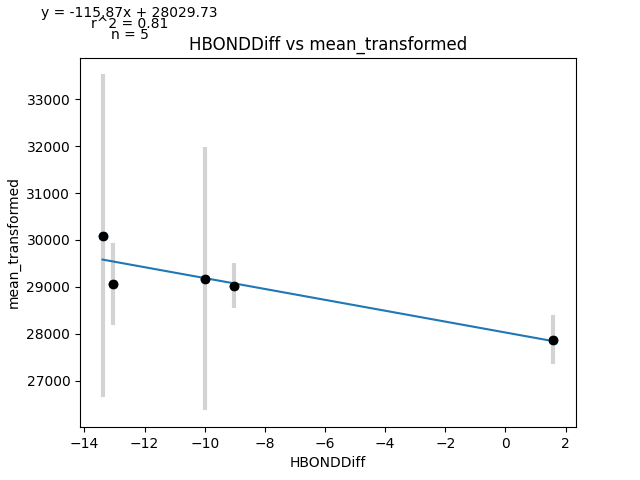 y = -115.87x + 28029.73
r^2 = 0.81
n = 5
HBONDDiff vs mean_transformed
33000
32000
31000
30000
29000
28000
27000
mean_transformed
−14 −12 −10 −8 −6 −4 −2 0 2
HBONDDiff